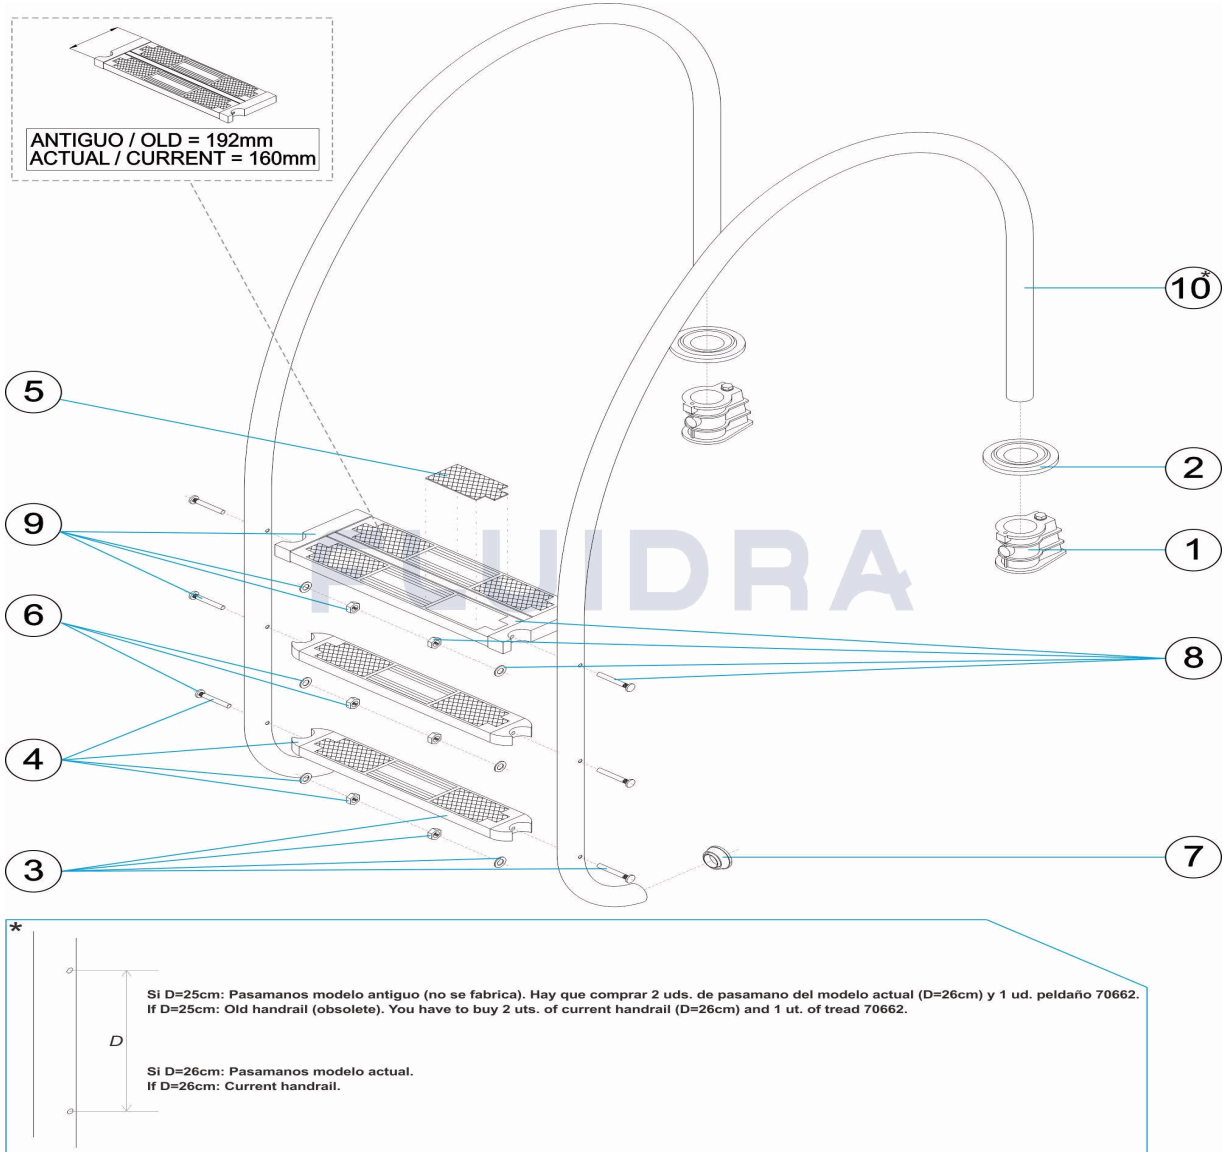 ANTIGUO / OLD = 192mm
ACTUAL / CURRENT = 160mm
10*
5
2
9
1
6
8
4
3
7
FLUIDRA
*
Si D=25cm: Pasamanos modelo antiguo (no se fabrica). Hay que comprar 2 uds. de pasamano del modelo actual (D=26cm) y 1 ud. peldaño 70662.
If D=25cm: Old handrail (obsolete). You have to buy 2 uts. of current handrail (D=26cm) and 1 ut. of tread 70662.
D
Si D=26cm: Pasamanos modelo actual.
If D=26cm: Current handrail.